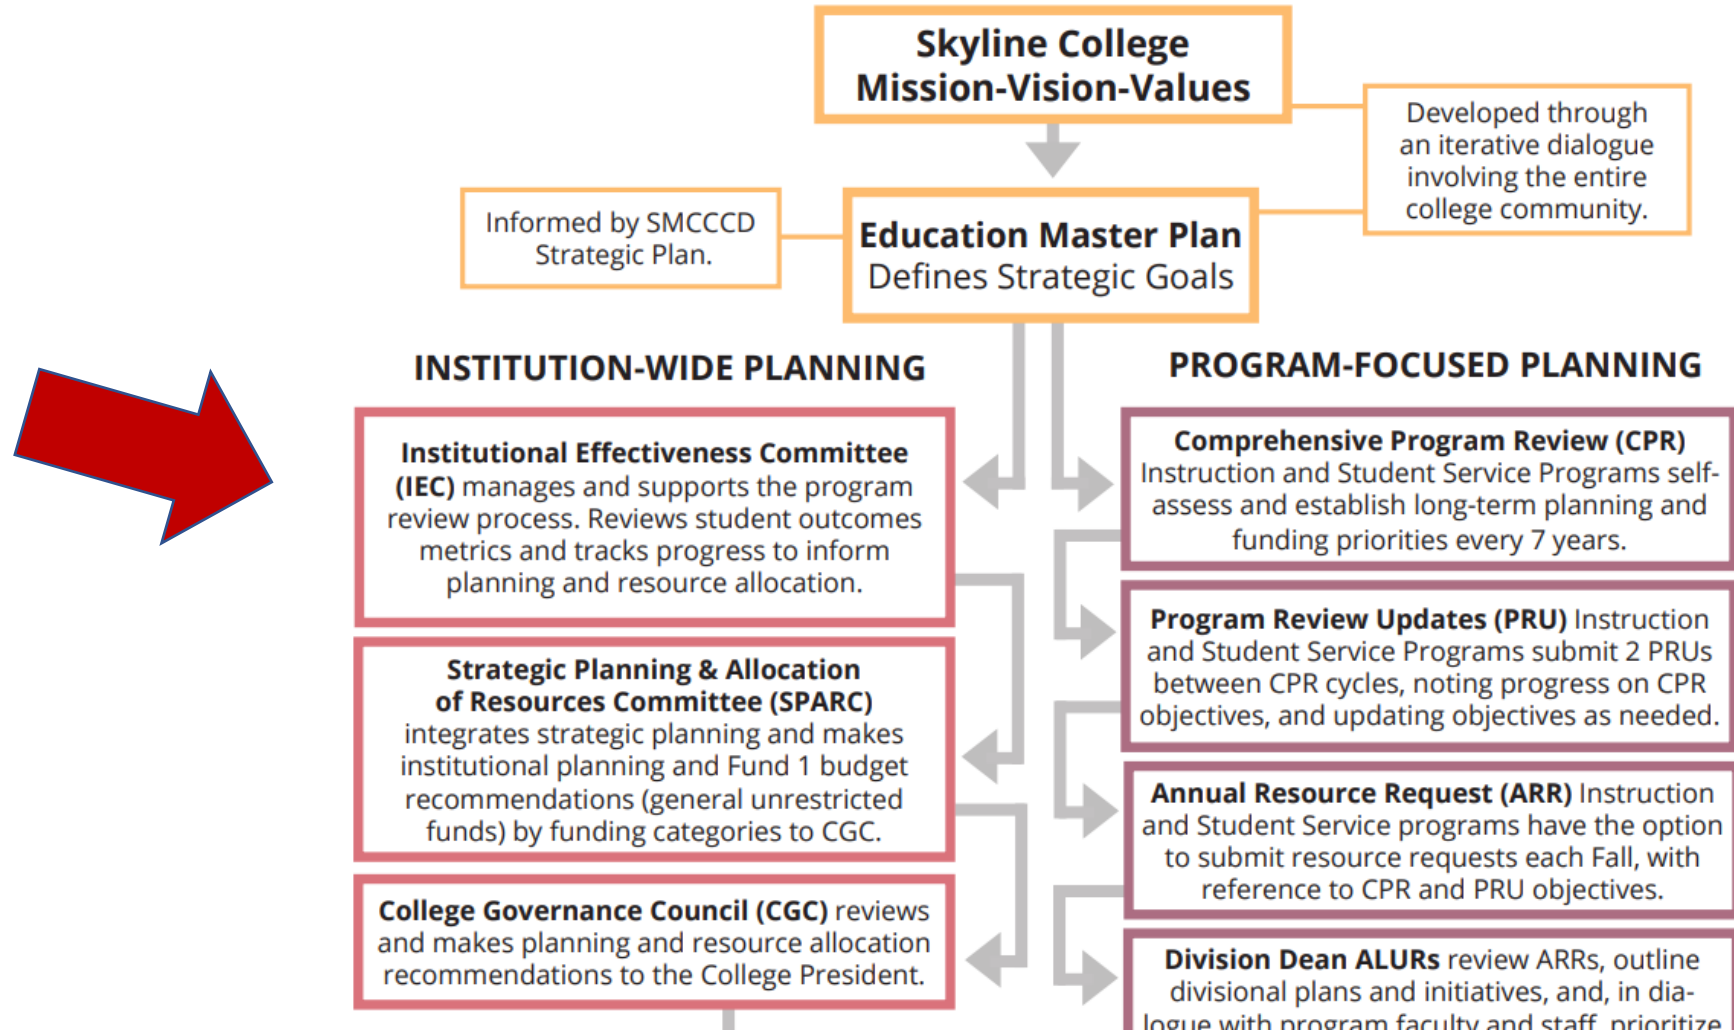 Skyline College
Mission-Vision-Values
Developed through
an iterative dialogue
involving the entire
college community.
Informed by SMCCCD
Strategic Plan.
Education Master Plan
Defines Strategic Goals
INSTITUTION-WIDE PLANNING
Institutional Effectiveness Committee
(IEC) manages and supports the program
review process. Reviews student outcomes
metrics and tracks progress to inform
planning and resource allocation.
Strategic Planning & Allocation
of Resources Committee (SPARC)
integrates strategic planning and makes
institutional planning and Fund 1 budget
recommendations (general unrestricted
funds) by funding categories to CGC.
College Governance Council (CGC) reviews
and makes planning and resource allocation
recommendations to the College President.
PROGRAM-FOCUSED PLANNING
Comprehensive Program Review (CPR)
Instruction and Student Service Programs self-
assess and establish long-term planning and
funding priorities every 7 years.
Program Review Updates (PRU) Instruction
and Student Service Programs submit 2 PRUs
between CPR cycles, noting progress on CPR
objectives, and updating objectives as needed.
Annual Resource Request (ARR) Instruction
and Student Service programs have the option
to submit resource requests each Fall, with
reference to CPR and PRU objectives.
Division Dean ALURs review ARRs, outline
divisional plans and initiatives, and, in dia-
logue with program faculty and staff, prioritize